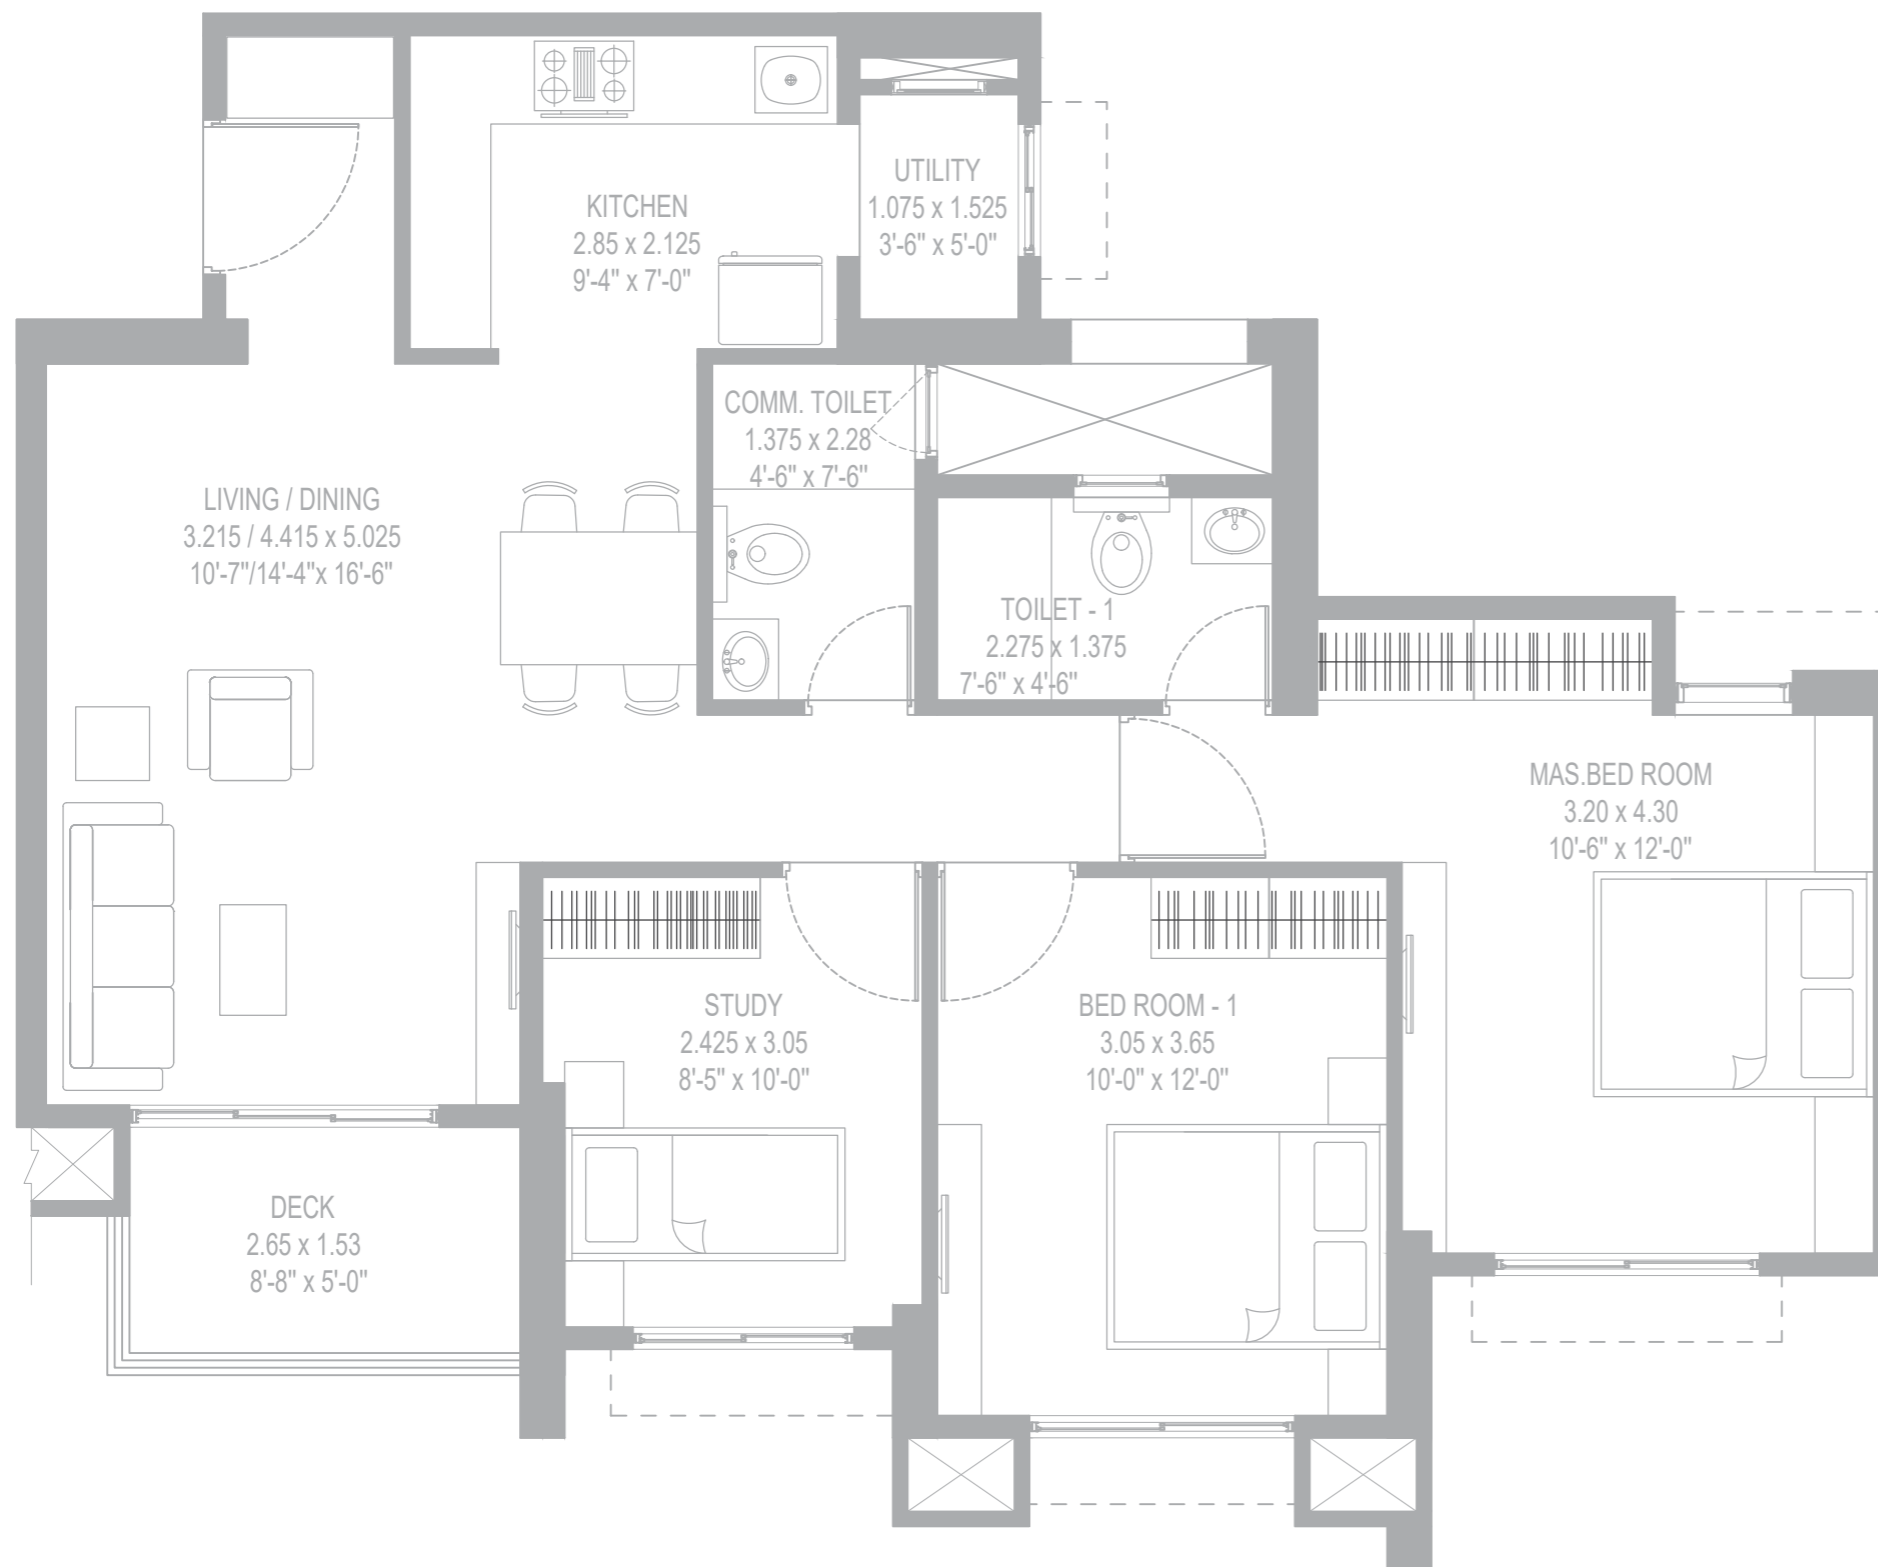 UTILITY
1.075 x 1.525
3'-6" x 5'-0"
KITCHEN
2.85 x 2.125
9'-4" x 7'-0"
COMM. TOILET
1.375 x 2.28
4'-6" x 7'-6"
LIVING / DINING
3.215 / 4.415 x 5.025
10'-7"/14'-4"x 16'-6"
TOILET - 1
2.275 x 1.375
7'-6" x 4'-6"
MAS.BED ROOM
3.20 x 4.30
10'-6" x 12'-0"
STUDY
2.425 x 3.05
8'-5" x 10'-0"
BED ROOM - 1
3.05 x 3.65
10'-0" x 12'-0"
DECK
2.65 x 1.53
8'-8" x 5'-0"